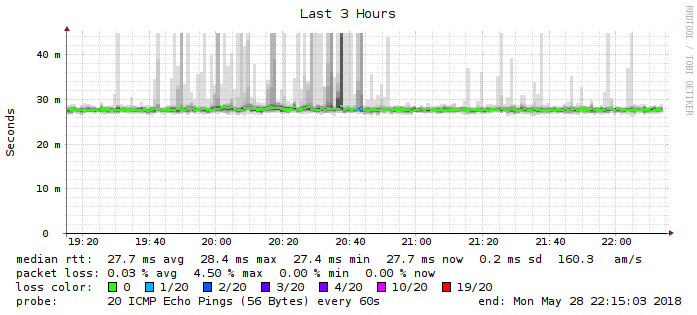 Last 3 Hours
RRDTOOL / TOBI OETIKER
Seconds
40 m
30 m
20 m
10 m
0
19:20 19:40 20:00 20:20 20:40 21:00 21:20 21:40 22:00
median rtt: 27.7 ms avg 28.4 ms max 27.4 ms min 27.7 ms now 0.2 ms sd 160.3 am/s
packet loss: 0.03 % avg 4.50 % max 0.00 % min 0.00 % now
loss color: 0 1/20 2/20 3/20 4/20 10/20 19/20
probe: 20 ICMP Echo Pings (56 Bytes) every 60s end: Mon May 28 22:15:03 2018